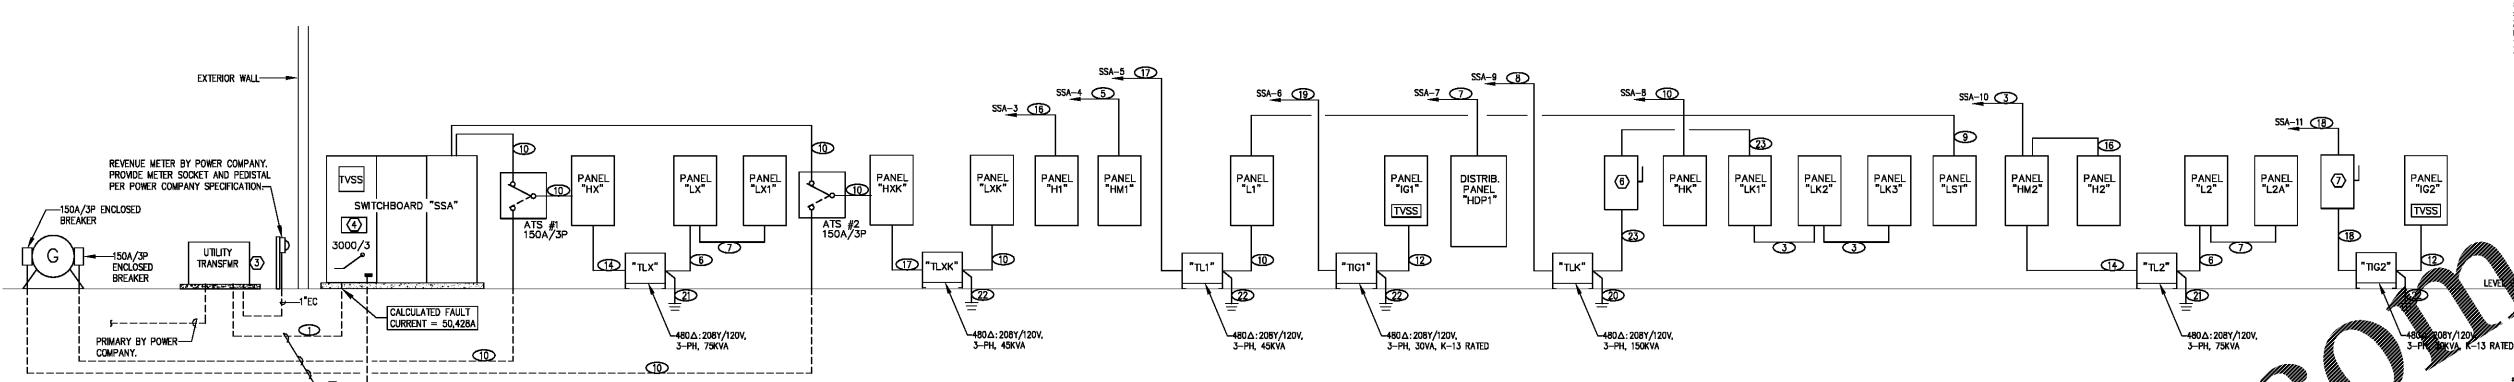 EXTERIOR WALL
REVENUE METER BY POWER COMPANY.
PROVIDE METER SOCKET AND PEDISTAL
PER POWER COMPANY SPECIFICATION.
150A/3P ENCLOSED
BREAKER
G
150A/3P
ENCLOSED
BREAKER
UTILITY
TRANSFMR
3
1"EC
PRIMARY BY POWER
COMPANY.
1
TVSS
SWITCHBOARD "SSA"
4
3000/3
CALCULATED FAULT
CURRENT = 50,428A
10
10
10
ATS #1
150A/3P
10
PANEL
"HX"
14
"TLX"
6
21
480Δ:208Y/120V,
3-PH, 75KVA
PANEL
"LX"
7
PANEL
"LX1"
10
ATS #2
150A/3P
10
PANEL
"HXK"
17
"TLXK"
10
22
480Δ:208Y/120V,
3-PH, 45KVA
PANEL
"LXK"
SSA-3 16
PANEL
"H1"
SSA-4 5
PANEL
"HM1"
SSA-5 17
"TL1"
10
22
480Δ:208Y/120V,
3-PH, 45KVA
PANEL
"L1"
SSA-6 19
"TIG1"
12
22
480Δ:208Y/120V,
3-PH, 30VA, K-13 RATED
PANEL
"IG1"
TVSS
SSA-7 7
DISTRIB.
PANEL
"HDP1"
SSA-9 8
"TLK"
23
20
480Δ:208Y/120V,
3-PH, 150KVA
6
SSA-8 10
PANEL
"HK"
23
PANEL
"LK1"
3
PANEL
"LK2"
3
PANEL
"LK3"
9
PANEL
"LST"
SSA-10 3
PANEL
"HM2"
16
PANEL
"H2"
14
"TL2"
6
21
480Δ:208Y/120V,
3-PH, 75KVA
PANEL
"L2"
7
PANEL
"L2A"
SSA-11 18
7
18
"TIG2"
12
480Δ:208Y/120V,
3-PH, K-13 RATED
PANEL
"IG2"
TVSS
LEVEL
com